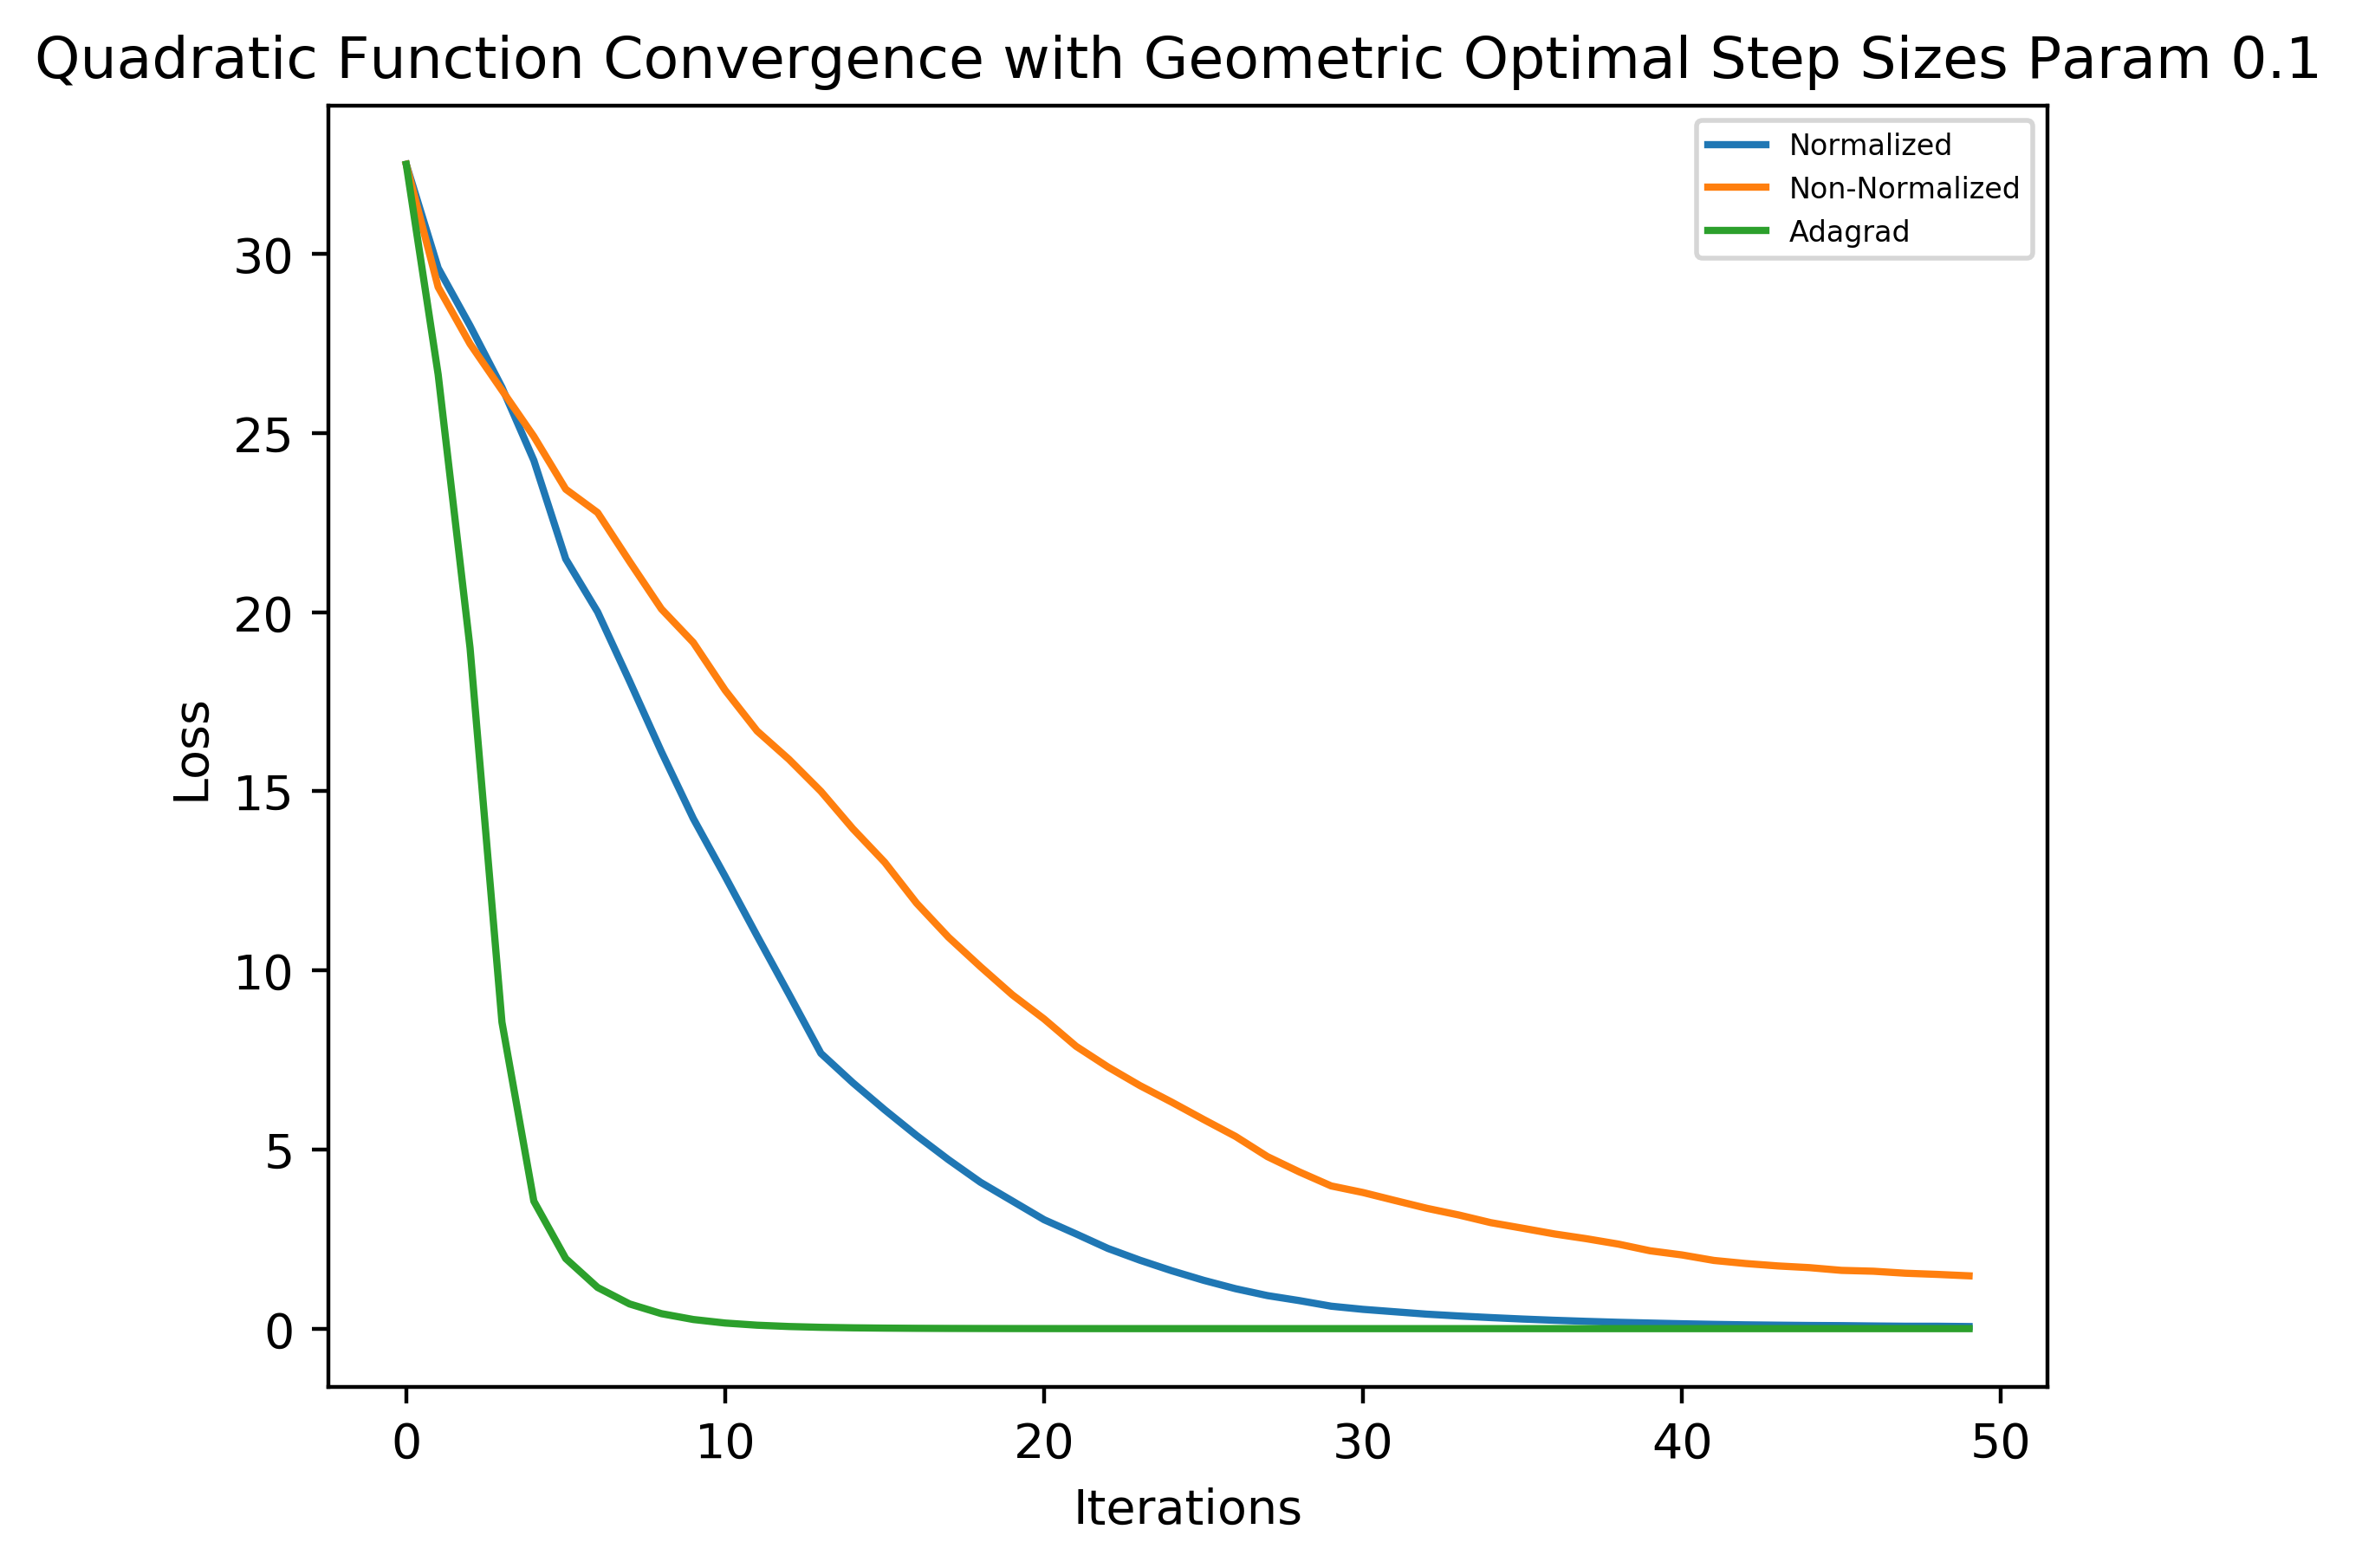 Quadratic Function Convergence with Geometric Optimal Step Sizes Param 0.1
Normalized
Non-Normalized
Adagrad
30
25
20
15
10
5
0
Loss
0 10 20 30 40 50
Iterations